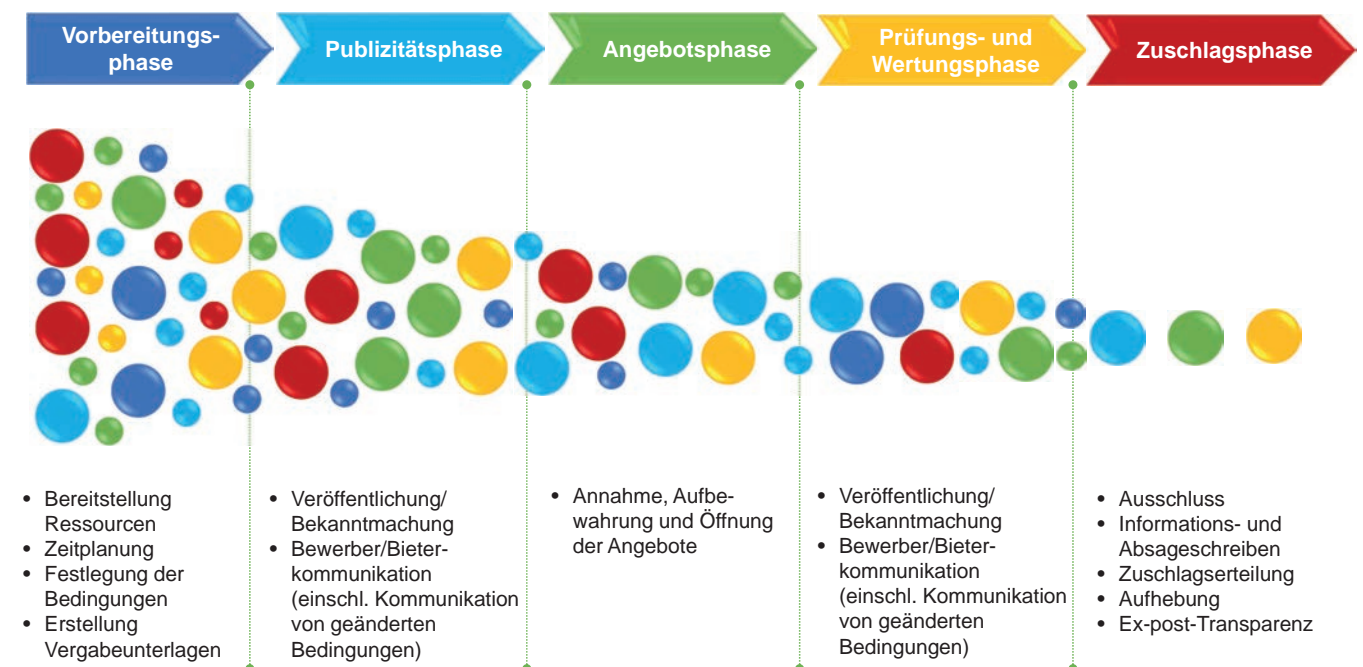 Vorbereitungs-
phase
Publizitätsphase
Angebotsphase
Prüfungs- und
Wertungsphase
Zuschlagsphase
• Bereitstellung
Ressourcen
• Zeitplanung
• Festlegung der
Bedingungen
• Erstellung
Vergabeunterlagen
• Veröffentlichung/
Bekanntmachung
• Bewerber/Bieter-
kommunikation
(einschl. Kommunikation
von geänderten
Bedingungen)
• Annahme, Aufbe-
wahrung und Öffnung
der Angebote
• Veröffentlichung/
Bekanntmachung
• Bewerber/Bieter-
kommunikation
(einschl. Kommunikation
von geänderten
Bedingungen)
• Ausschluss
• Informations- und
Absageschreiben
• Zuschlagserteilung
• Aufhebung
• Ex-post-Transparenz